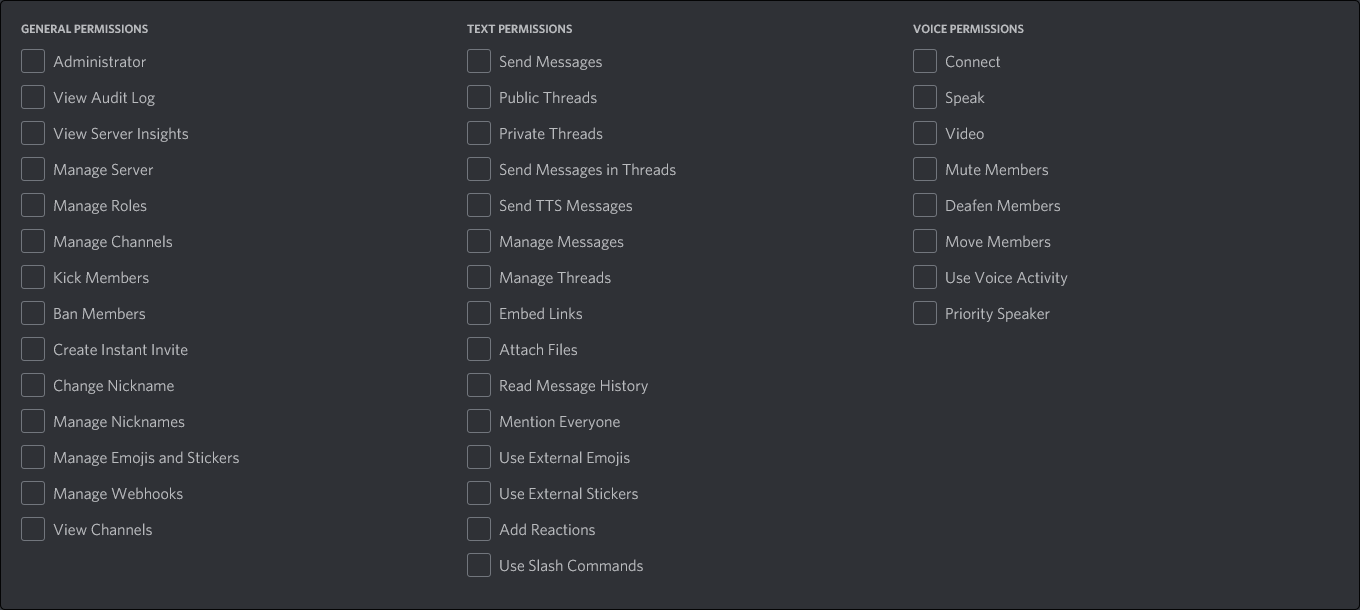 GENERAL PERMISSIONS
Administrator
View Audit Log
View Server Insights
Manage Server
Manage Roles
Manage Channels
Kick Members
Ban Members
Create Instant Invite
Change Nickname
Manage Nicknames
Manage Emojis and Stickers
Manage Webhooks
View Channels
TEXT PERMISSIONS
Send Messages
Public Threads
Private Threads
Send Messages in Threads
Send TTS Messages
Manage Messages
Manage Threads
Embed Links
Attach Files
Read Message History
Mention Everyone
Use External Emojis
Use External Stickers
Add Reactions
Use Slash Commands
VOICE PERMISSIONS
Connect
Speak
Video
Mute Members
Deafen Members
Move Members
Use Voice Activity
Priority Speaker